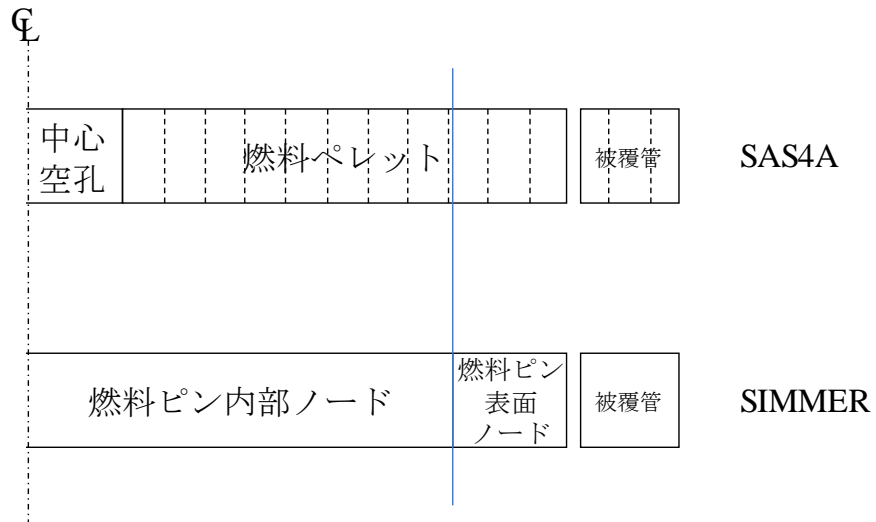 ℄
中心
空孔
燃料ペレット
被覆管
SAS4A
燃料ピン内部ノード
燃料ピン
表面
ノード
被覆管
SIMMER